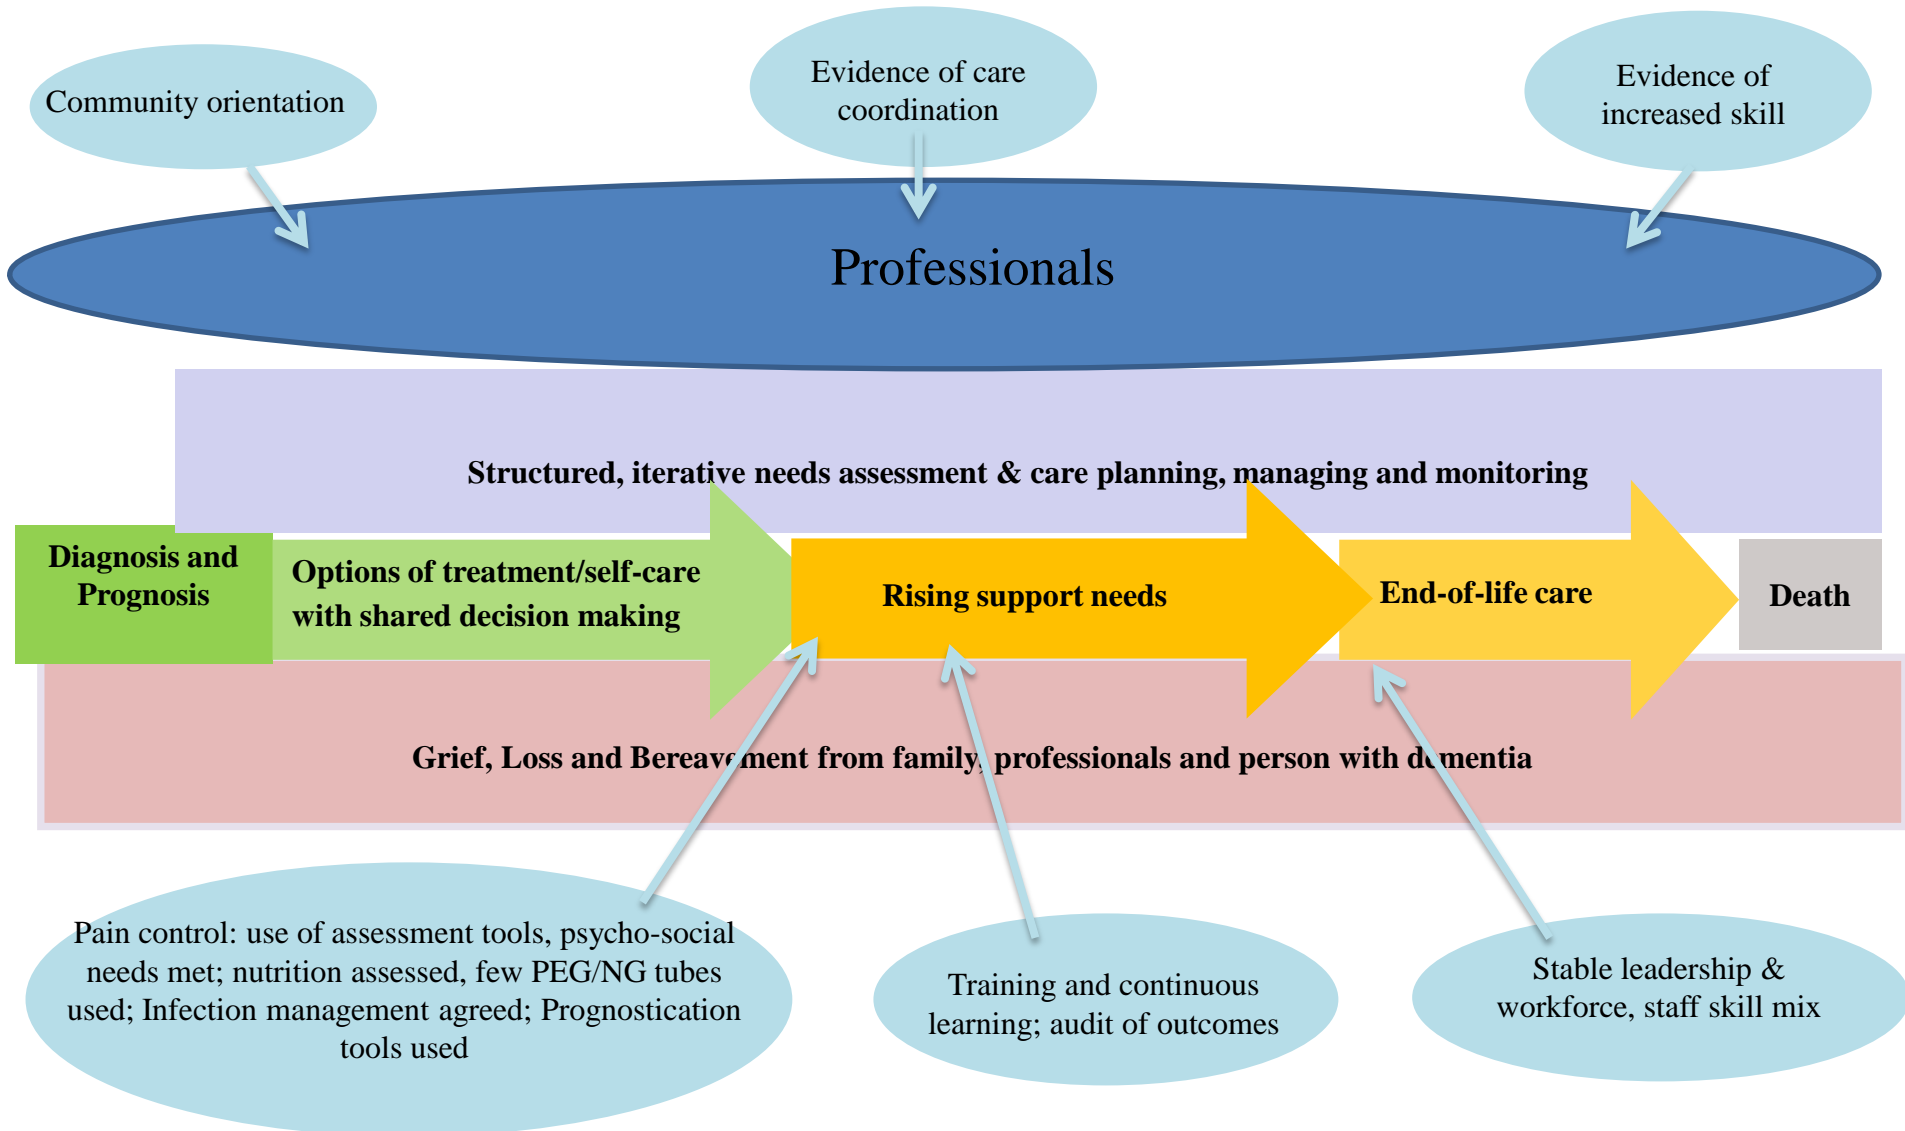 Community orientation
Evidence of care
coordination
Evidence of
increased skill
Professionals
Structured, iterative needs assessment & care planning, managing and monitoring
Diagnosis and
Prognosis
Options of treatment/self-care
with shared decision making
Rising support needs
End-of-life care
Death
Grief, Loss and Bereavement from family, professionals and person with dementia
Pain control: use of assessment tools, psycho-social
needs met; nutrition assessed, few PEG/NG tubes
used; Infection management agreed; Prognostication
tools used
Training and continuous
learning; audit of outcomes
Stable leadership &
workforce, staff skill mix